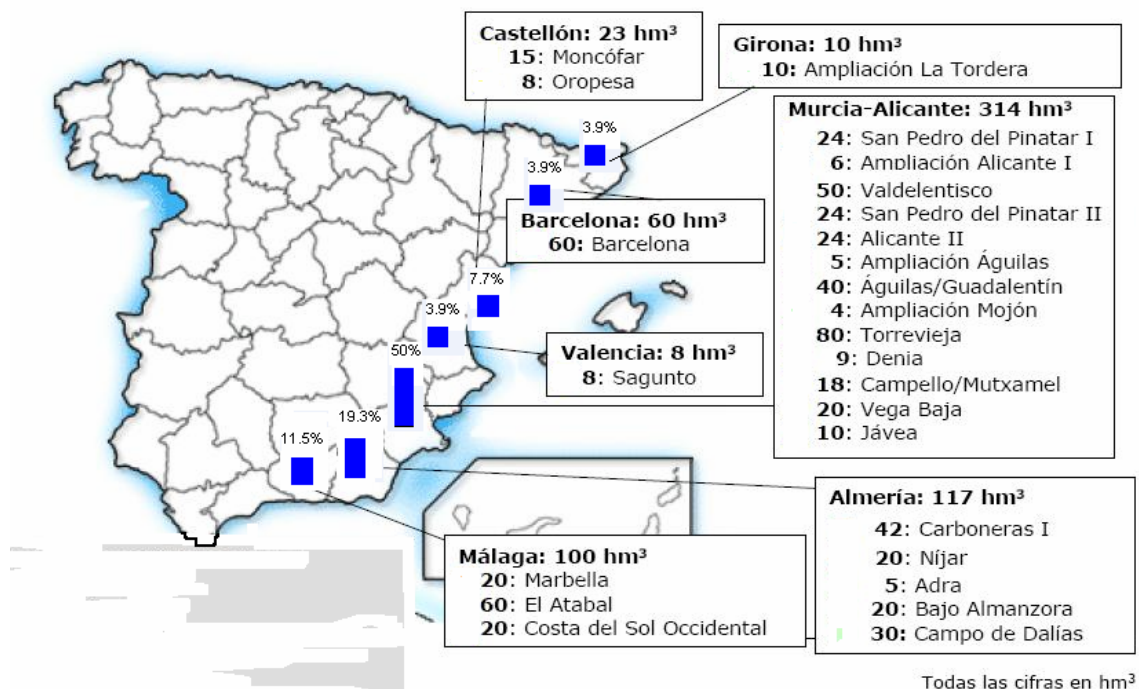 Castellón: 23 hm³
15: Moncófar
8: Oropesa
Girona: 10 hm³
10: Ampliación La Tordera
Murcia-Alicante: 314 hm³
24: San Pedro del Pinatar I
6: Ampliación Alicante I
50: Valdelentisco
24: San Pedro del Pinatar II
24: Alicante II
5: Ampliación Águilas
40: Águilas/Guadalentín
4: Ampliación Mojón
80: Torrevieja
9: Denia
18: Campello/Mutxamel
20: Vega Baja
10: Jávea
3.9%
3.9%
Barcelona: 60 hm³
60: Barcelona
7.7%
3.9%
Valencia: 8 hm³
8: Sagunto
50%
19.3%
11.5%
Almería: 117 hm³
42: Carboneras I
20: Níjar
5: Adra
20: Bajo Almanzora
30: Campo de Dalías
Málaga: 100 hm³
20: Marbella
60: El Atabal
20: Costa del Sol Occidental
Todas las cifras en hm³